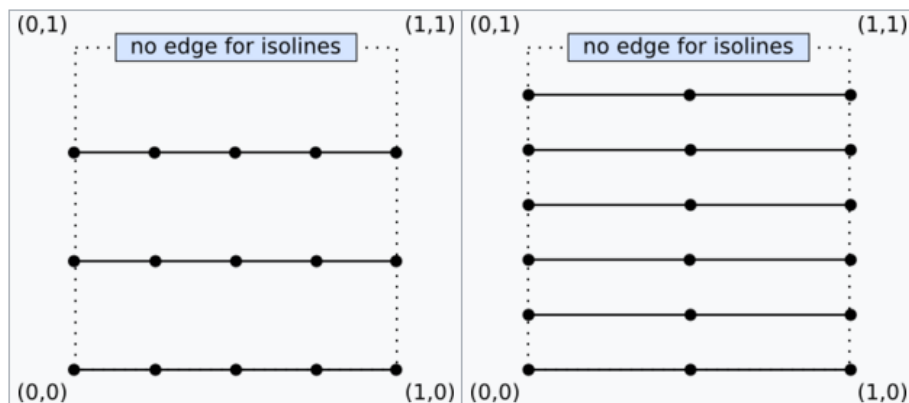 (0,1) (1,1)
no edge for isolines
(0,0) (1,0)
(0,1) (1,1)
no edge for isolines
(0,0) (1,0)